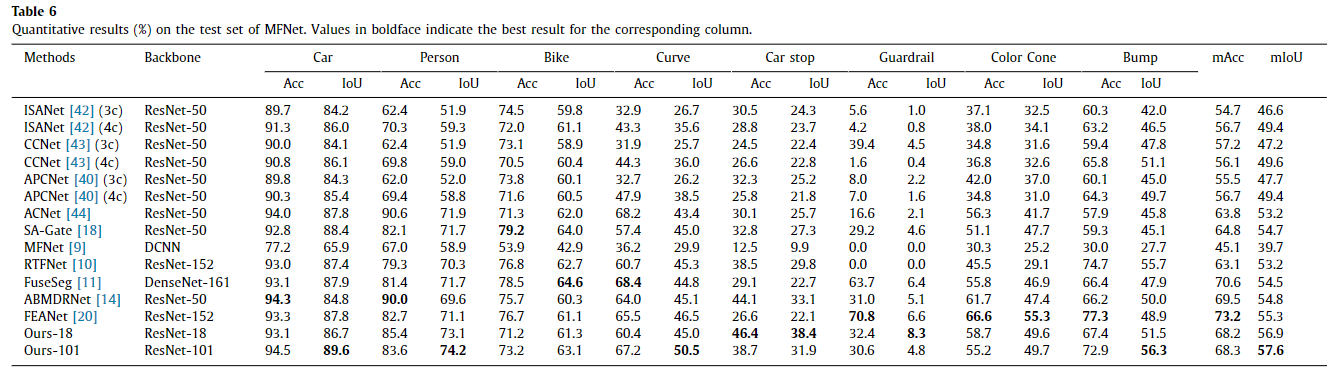 Table 6
Quantitative results (%) on the test set of MFNet. Values in boldface indicate the best result for the corresponding column.
Methods Backbone Car Person Bike Curve Car stop Guardrail Color Cone Bump mAcc mIoU
Acc IoU Acc IoU Acc IoU Acc IoU Acc IoU Acc IoU Acc IoU Acc IoU
ISANet [42] (3c) ResNet-50 89.7 84.2 62.4 51.9 74.5 59.8 32.9 26.7 30.5 24.3 5.6 1.0 37.1 32.5 60.3 42.0 54.7 46.6
ISANet [42] (4c) ResNet-50 91.3 86.0 70.3 59.3 72.0 61.1 43.3 35.6 28.8 23.7 4.2 0.8 38.0 34.1 63.2 46.5 56.7 49.4
CCNet [43] (3c) ResNet-50 90.0 84.1 62.4 51.9 73.1 58.9 31.9 25.7 24.5 22.4 39.4 4.5 34.8 31.6 59.4 47.8 57.2 47.2
CCNet [43] (4c) ResNet-50 90.8 86.1 69.8 59.0 70.5 60.4 44.3 36.0 26.6 22.8 1.6 0.4 36.8 32.6 65.8 51.1 56.1 49.6
APCNet [40] (3c) ResNet-50 89.8 84.3 62.0 52.0 73.8 60.1 32.7 26.2 32.3 25.2 8.0 2.2 42.0 37.0 60.1 45.0 55.5 47.7
APCNet [40] (4c) ResNet-50 90.3 85.4 69.4 58.8 71.6 60.5 47.9 38.5 25.8 21.8 7.0 1.6 34.8 31.0 64.3 49.7 56.7 49.4
ACNet [44] ResNet-50 94.0 87.8 90.6 71.9 71.3 62.0 68.2 43.4 30.1 25.7 16.6 2.1 56.3 41.7 57.9 45.8 63.8 53.2
SA-Gate [18] ResNet-50 92.8 88.4 82.1 71.7 79.2 64.0 57.4 45.0 32.8 27.3 29.2 4.6 51.1 47.7 59.3 45.1 64.8 54.7
MFNet [9] DCNN 77.2 65.9 67.0 58.9 53.9 42.9 36.2 29.9 12.5 9.9 0.0 0.0 30.3 25.2 30.0 27.7 45.1 39.7
RTFNet [10] ResNet-152 93.0 87.4 79.3 70.3 76.8 62.7 60.7 45.3 38.5 29.8 0.0 0.0 45.5 29.1 74.7 55.7 63.1 53.2
FuseSeg [11] DenseNet-161 93.1 87.9 81.4 71.7 78.5 64.6 68.4 44.8 29.1 22.7 63.7 6.4 55.8 46.9 66.4 47.9 70.6 54.5
ABMDRNet [14] ResNet-50 94.3 84.8 90.0 69.6 75.7 60.3 64.0 45.1 44.1 33.1 31.0 5.1 61.7 47.4 66.2 50.0 69.5 54.8
FEANet [20] ResNet-152 93.3 87.8 82.7 71.1 76.7 61.1 65.5 46.5 26.6 22.1 70.8 6.6 66.6 55.3 77.3 48.9 73.2 55.3
Ours-18 ResNet-18 93.1 86.7 85.4 73.1 71.2 61.3 60.4 45.0 46.4 38.4 32.4 8.3 58.7 49.6 67.4 51.5 68.2 56.9
Ours-101 ResNet-101 94.5 89.6 83.6 74.2 73.2 63.1 67.2 50.5 38.7 31.9 30.6 4.8 55.2 49.7 72.9 56.3 68.3 57.6